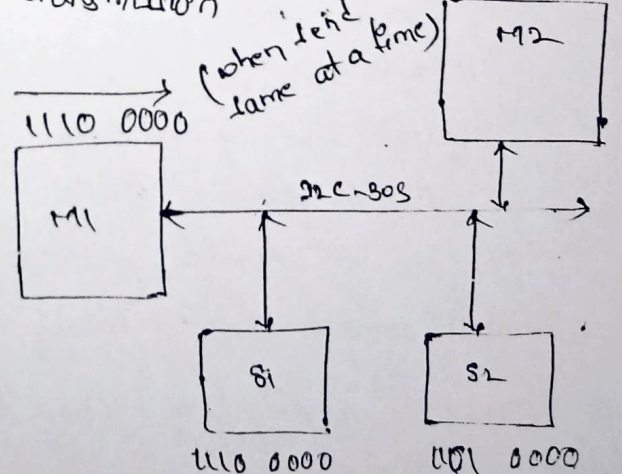 (when send
same at a time)
M2
1110 0000
M1
I2C-BUS
S1
S2
1110 0000
1101 0000